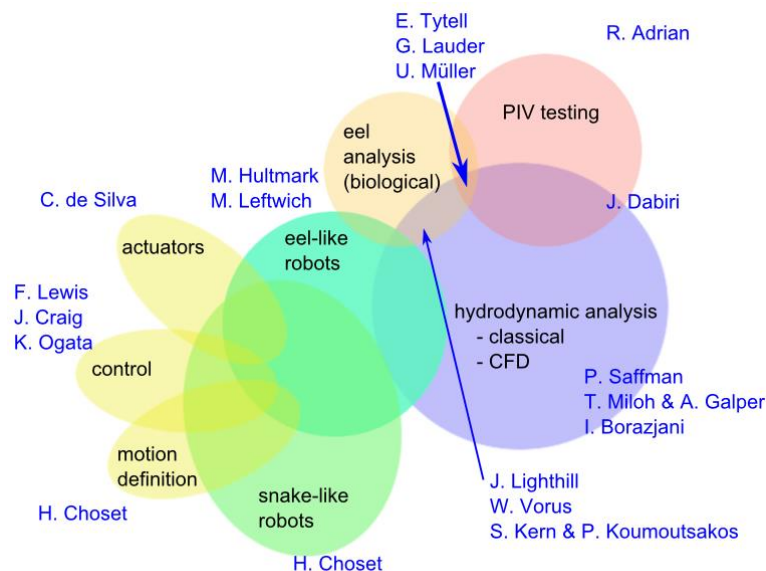 E. Tytell
G. Lauder
U. Müller
R. Adrian
PIV testing
eel
analysis
(biological)
M. Hultmark
M. Leftwich
C. de Silva
J. Dabiri
actuators
eel-like
robots
F. Lewis
J. Craig
K. Ogata
hydrodynamic analysis
- classical
- CFD
control
P. Saffman
T. Miloh & A. Galper
I. Borazjani
motion
definition
snake-like
robots
J. Lighthill
W. Vorus
S. Kern & P. Koumoutsakos
H. Choset
H. Choset